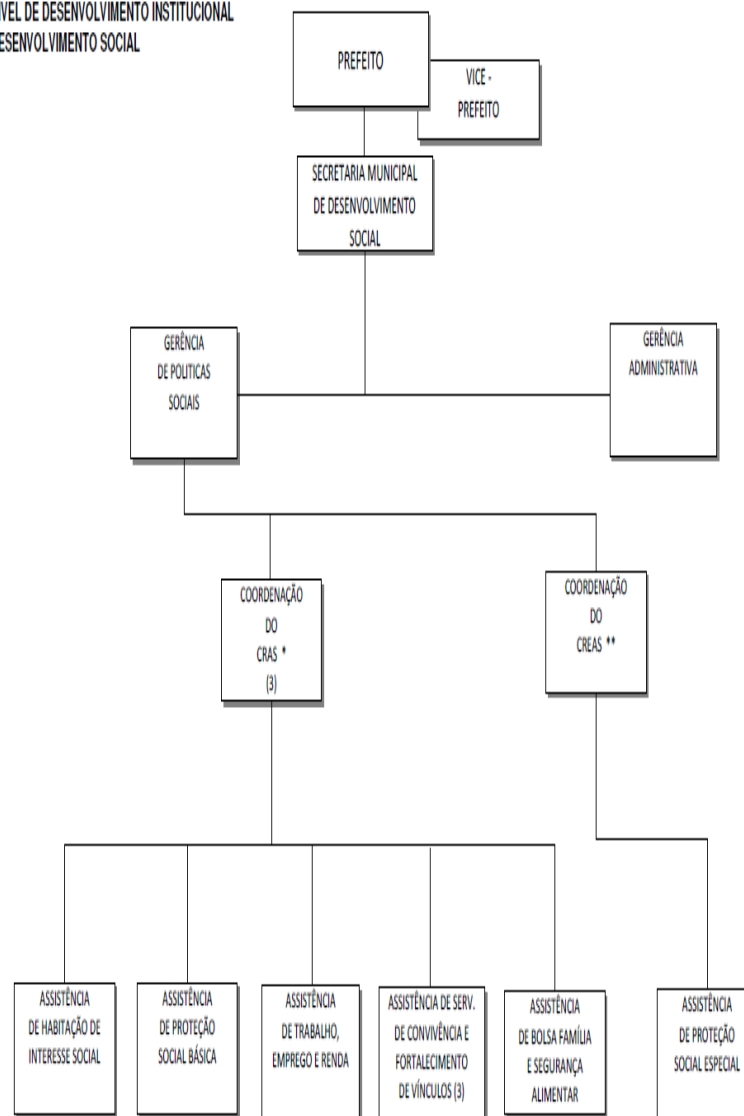 VEL DE DESENVOLVIMENTO INSTITUCIONAL
ESENVOLVIMENTO SOCIAL
PREFEITO
VICE -
PREFEITO
SECRETARIA MUNICIPAL
DE DESENVOLVIMENTO
SOCIAL
GERÊNCIA
DE POLITICAS
SOCIAIS
GERÊNCIA
ADMINISTRATIVA
COORDENAÇÃO
DO
CRAS *
(3)
COORDENAÇÃO
DO
CREAS **
ASSISTÊNCIA
DE HABITAÇÃO DE
INTERESSE SOCIAL
ASSISTÊNCIA
DE PROTEÇÃO
SOCIAL BÁSICA
ASSISTÊNCIA
DE TRABALHO,
EMPREGO E RENDA
ASSISTÊNCIA DE SERV.
DE CONVIVÊNCIA E
FORTALECIMENTO
DE VÍNCULOS (3)
ASSISTÊNCIA
DE BOLSA FAMÍLIA
E SEGURANÇA
ALIMENTAR
ASSISTÊNCIA
DE PROTEÇÃO
SOCIAL ESPECIAL